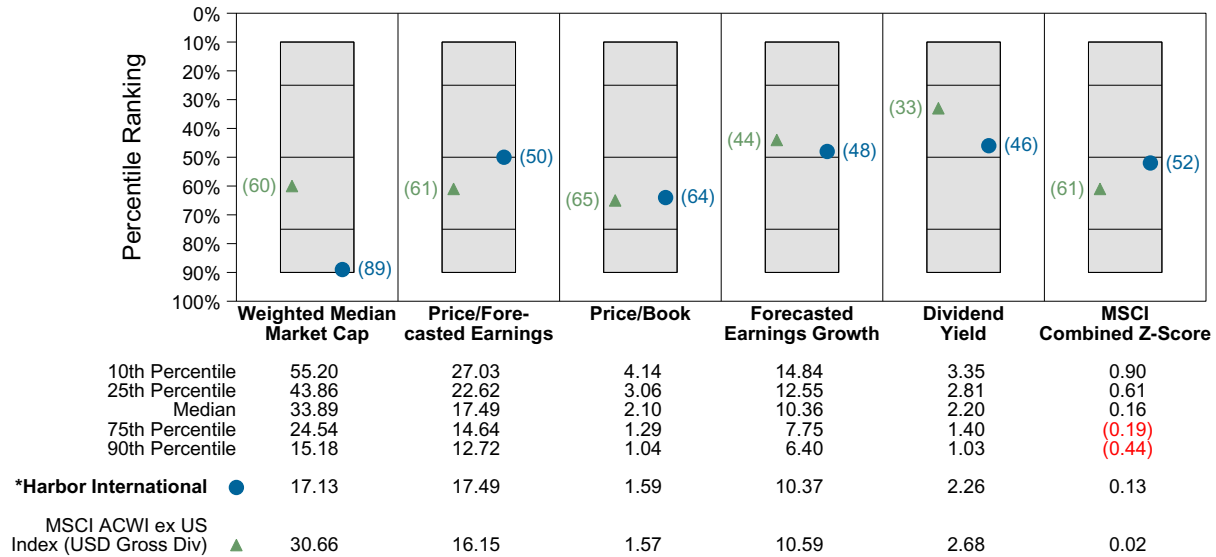 Percentile Ranking
0%
10%
20%
30%
40%
50%
60%
70%
80%
90%
100%
(60)
(89)
(61)
(50)
(65)
(64)
(44)
(48)
(33)
(46)
(61)
(52)
Weighted Median
Market Cap
Price/Fore-
casted Earnings
Price/Book
Forecasted
Earnings Growth
Dividend
Yield
MSCI
Combined Z-Score
10th Percentile 55.20 27.03 4.14 14.84 3.35 0.90
25th Percentile 43.86 22.62 3.06 12.55 2.81 0.61
Median 33.89 17.49 2.10 10.36 2.20 0.16
75th Percentile 24.54 14.64 1.29 7.75 1.40 (0.19)
90th Percentile 15.18 12.72 1.04 6.40 1.03 (0.44)
*Harbor International 17.13 17.49 1.59 10.37 2.26 0.13
MSCI ACWI ex US
Index (USD Gross Div) 30.66 16.15 1.57 10.59 2.68 0.02